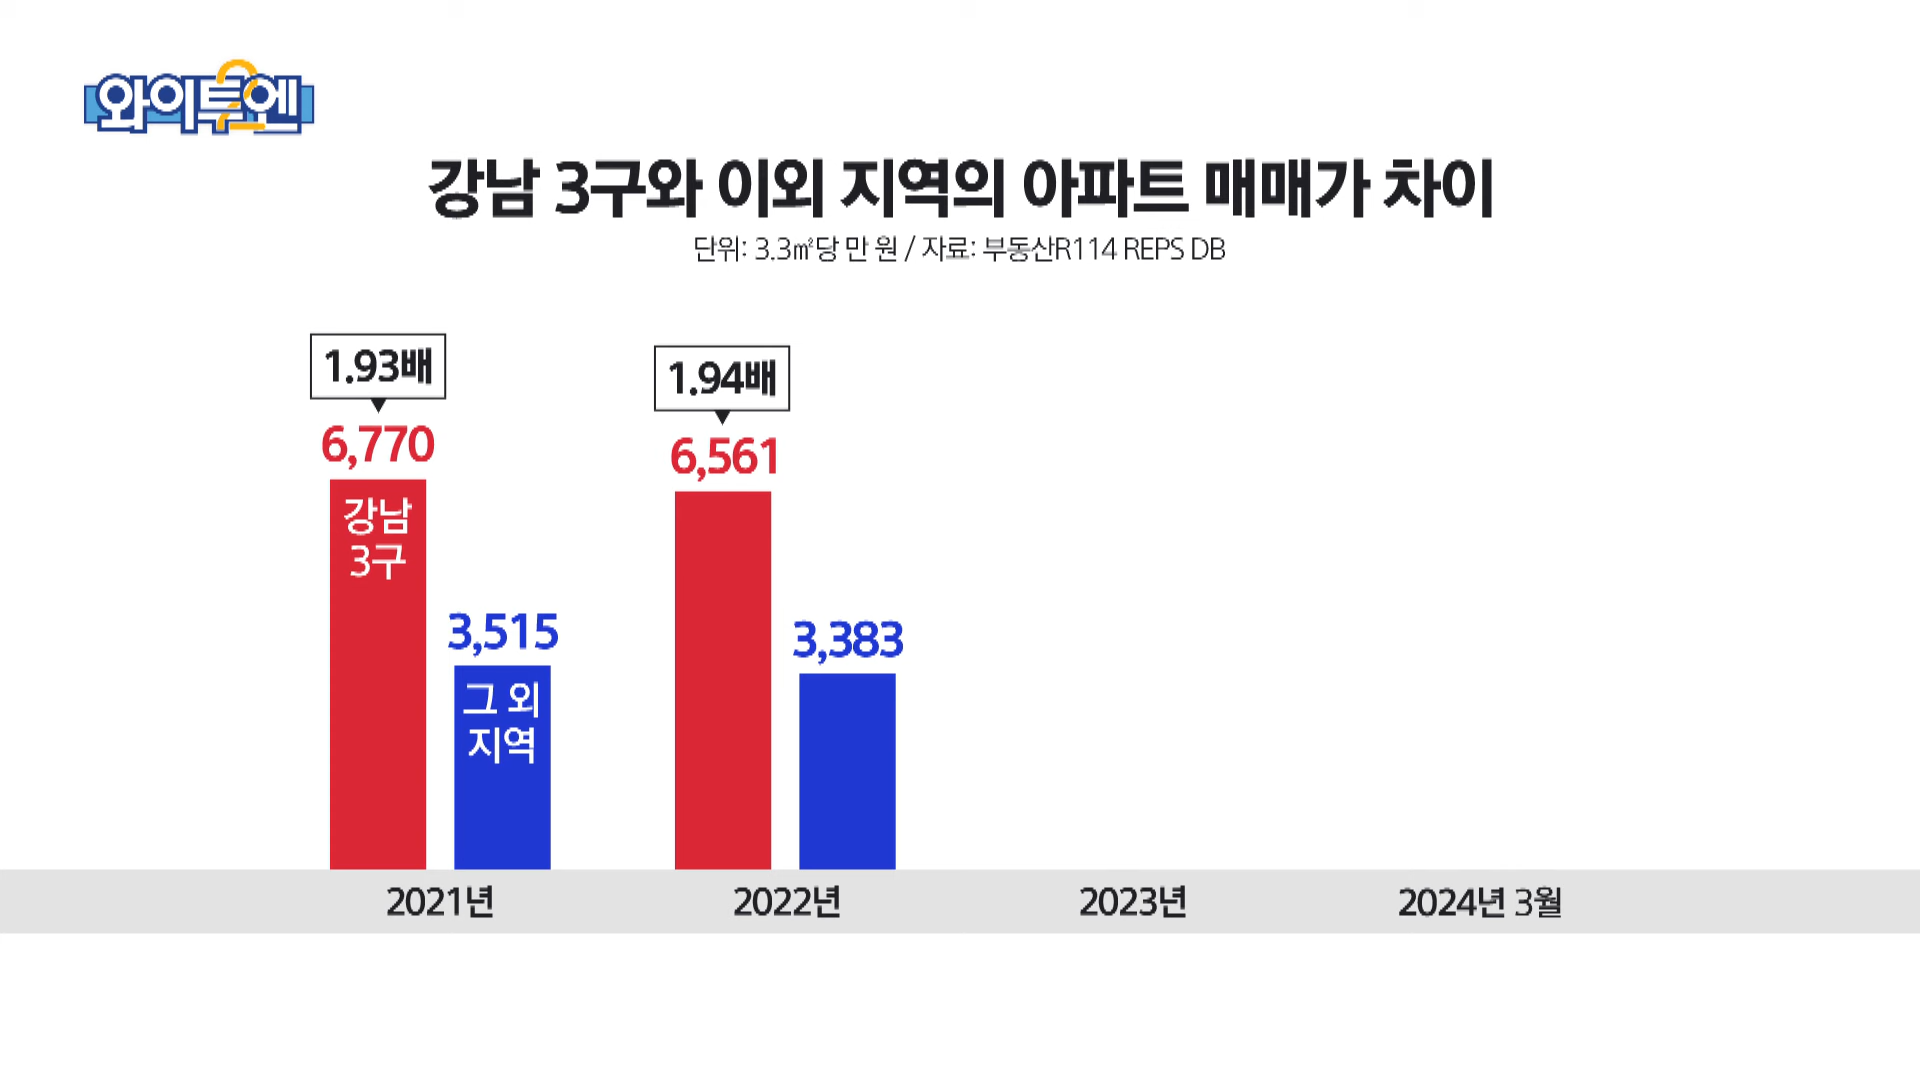 와이투엔
강남 3구와 이외 지역의 아파트 매매가 차이
단위: 3.3㎡당 만 원 / 자료: 부동산R114 REPS DB
1.93배
6,770
강남
3구
3,515
그 외
지역
1.94배
6,561
3,383
2021년
2022년
2023년
2024년 3월